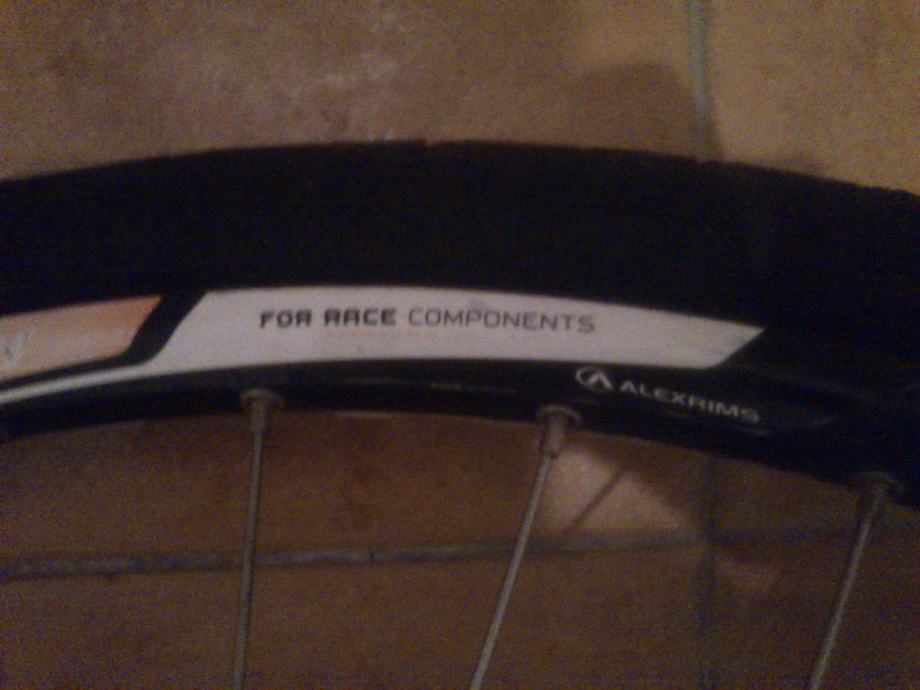 FOR RACE COMPONENTS
ALEXRIMS